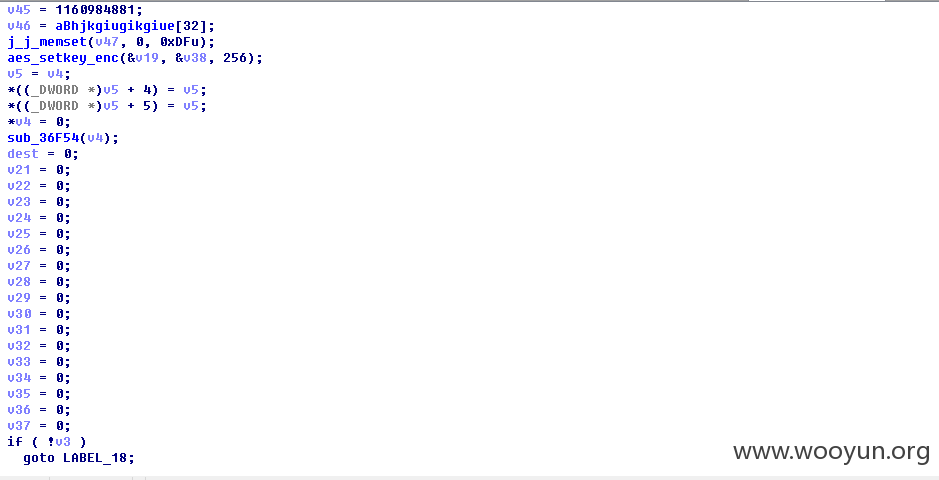 v45 = 1160984881;
v46 = aBhjkgiugikgiue[32];
j_j_memset(v47, 0, 0xDFu);
aes_setkey_enc(&v19, &v38, 256);
v5 = v4;
*((_DWORD *)v5 + 4) = v5;
*((_DWORD *)v5 + 5) = v5;
*v4 = 0;
sub_36F54(v4);
dest = 0;
v21 = 0;
v22 = 0;
v23 = 0;
v24 = 0;
v25 = 0;
v26 = 0;
v27 = 0;
v28 = 0;
v29 = 0;
v30 = 0;
v31 = 0;
v32 = 0;
v33 = 0;
v34 = 0;
v35 = 0;
v36 = 0;
v37 = 0;
if ( !v3 )
goto LABEL_18;
www.wooyun.org